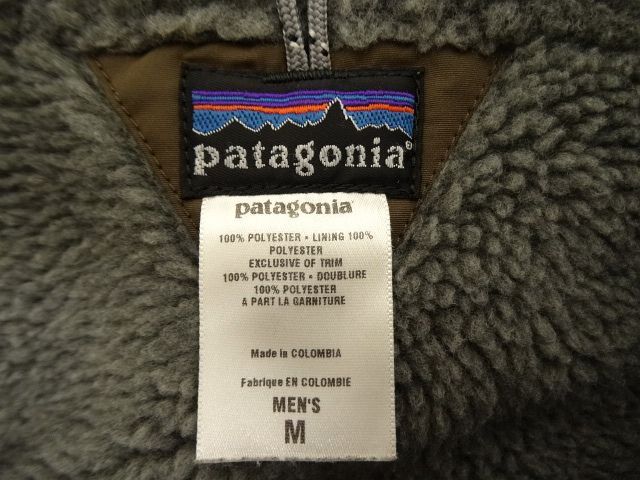 patagonia®
patagonia®
100% POLYESTER • LINING 100%
POLYESTER
EXCLUSIVE OF TRIM
100% POLYESTER • DOUBLURE
100% POLYESTER
A PART LA GARNITURE
Made in COLOMBIA
Fabrique EN COLOMBIE
MEN'S
M